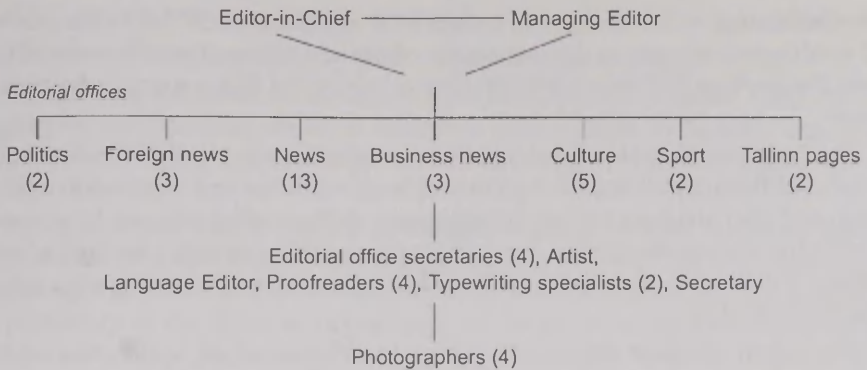 Editor-in-Chief Managing Editor
Editorial offices
Politics Foreign news News Business news Culture Sport Tallinn pages
(2) (3) (13) (3) (5) (2) (2)
Editorial office secretaries (4), Artist,
Language Editor, Proofreaders (4), Typewriting specialists (2), Secretary
Photographers (4)